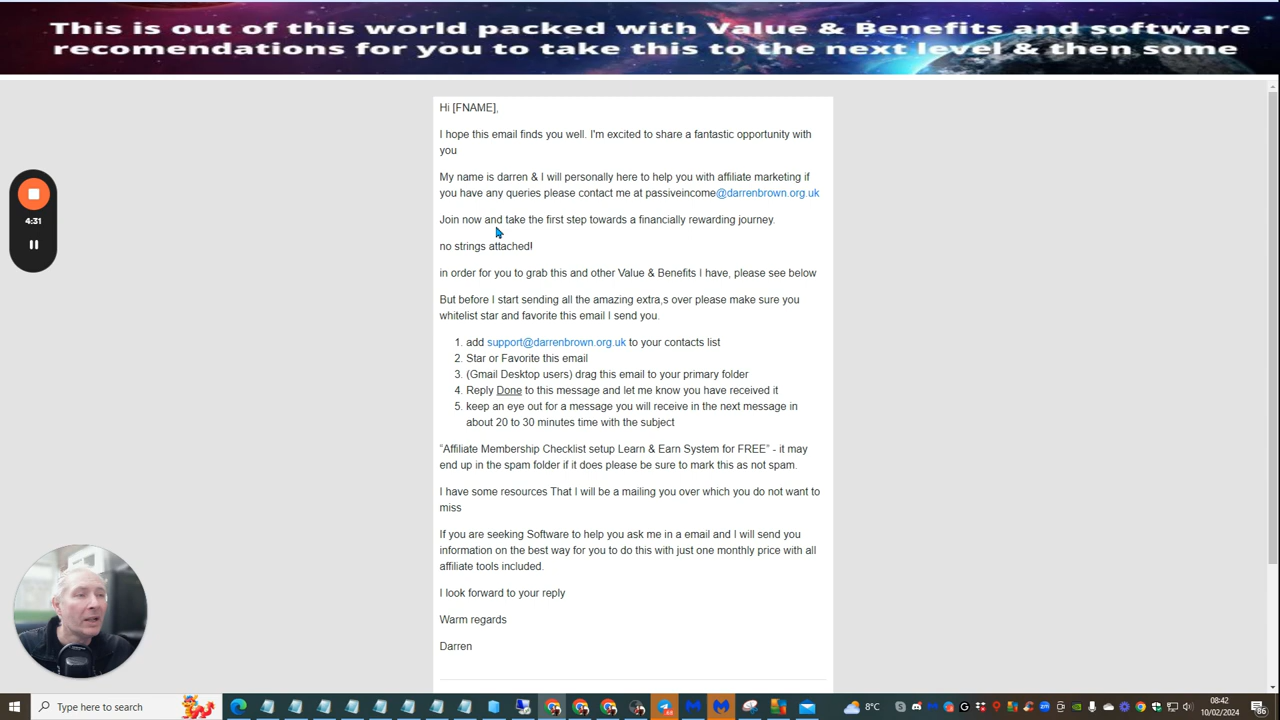 This is out of this world packed with Value & Benefits and software
recomendations for you to take this to the next level & then some
Hi [FNAME],
I hope this email finds you well. I'm excited to share a fantastic opportunity with
you
My name is darren & I will personally here to help you with affiliate marketing if
you have any queries please contact me at passiveincome@darrenbrown.org.uk
Join now and take the first step towards a financially rewarding journey.
no strings attached!
in order for you to grab this and other Value & Benefits I have, please see below
But before I start sending all the amazing extra,s over please make sure you
whitelist star and favorite this email I send you.
1. add support@darrenbrown.org.uk to your contacts list
2. Star or Favorite this email
3. (Gmail Desktop users) drag this email to your primary folder
4. Reply Done to this message and let me know you have received it
5. keep an eye out for a message you will receive in the next message in
about 20 to 30 minutes time with the subject
“Affiliate Membership Checklist setup Learn & Earn System for FREE” - it may
end up in the spam folder if it does please be sure to mark this as not spam.
I have some resources That I will be a mailing you over which you do not want to
miss
If you are seeking Software to help you ask me in a email and I will send you
information on the best way for you to do this with just one monthly price with all
affiliate tools included.
I look forward to your reply
Warm regards
Darren
4:31
Type here to search
8°C
08:42
10/02/2024
86